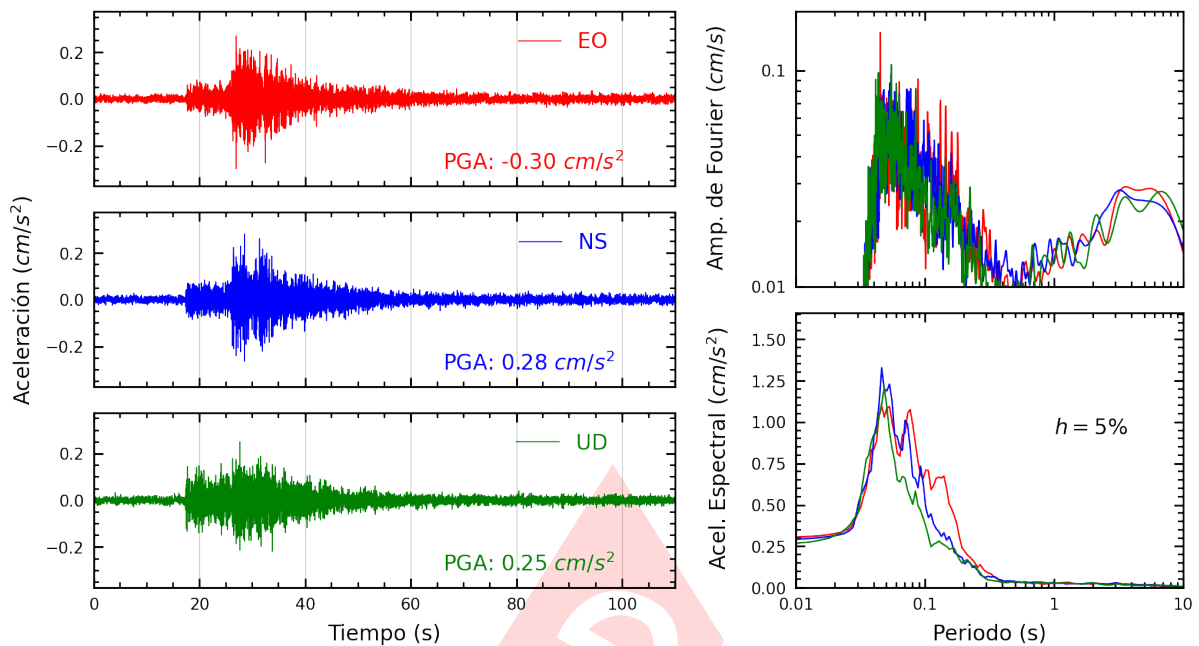 Aceleración (cm/s²)
0.2
0.0
−0.2
EO
PGA: -0.30 cm/s²
0.2
0.0
−0.2
NS
PGA: 0.28 cm/s²
0.2
0.0
−0.2
UD
PGA: 0.25 cm/s²
0 20 40 60 80 100
Tiempo (s)
Amp. de Fourier (cm/s)
0.1
0.01
Acel. Espectral (cm/s²)
1.50
1.25
1.00
0.75
0.50
0.25
0.00
h = 5%
0.01 0.1 1 10
Periodo (s)